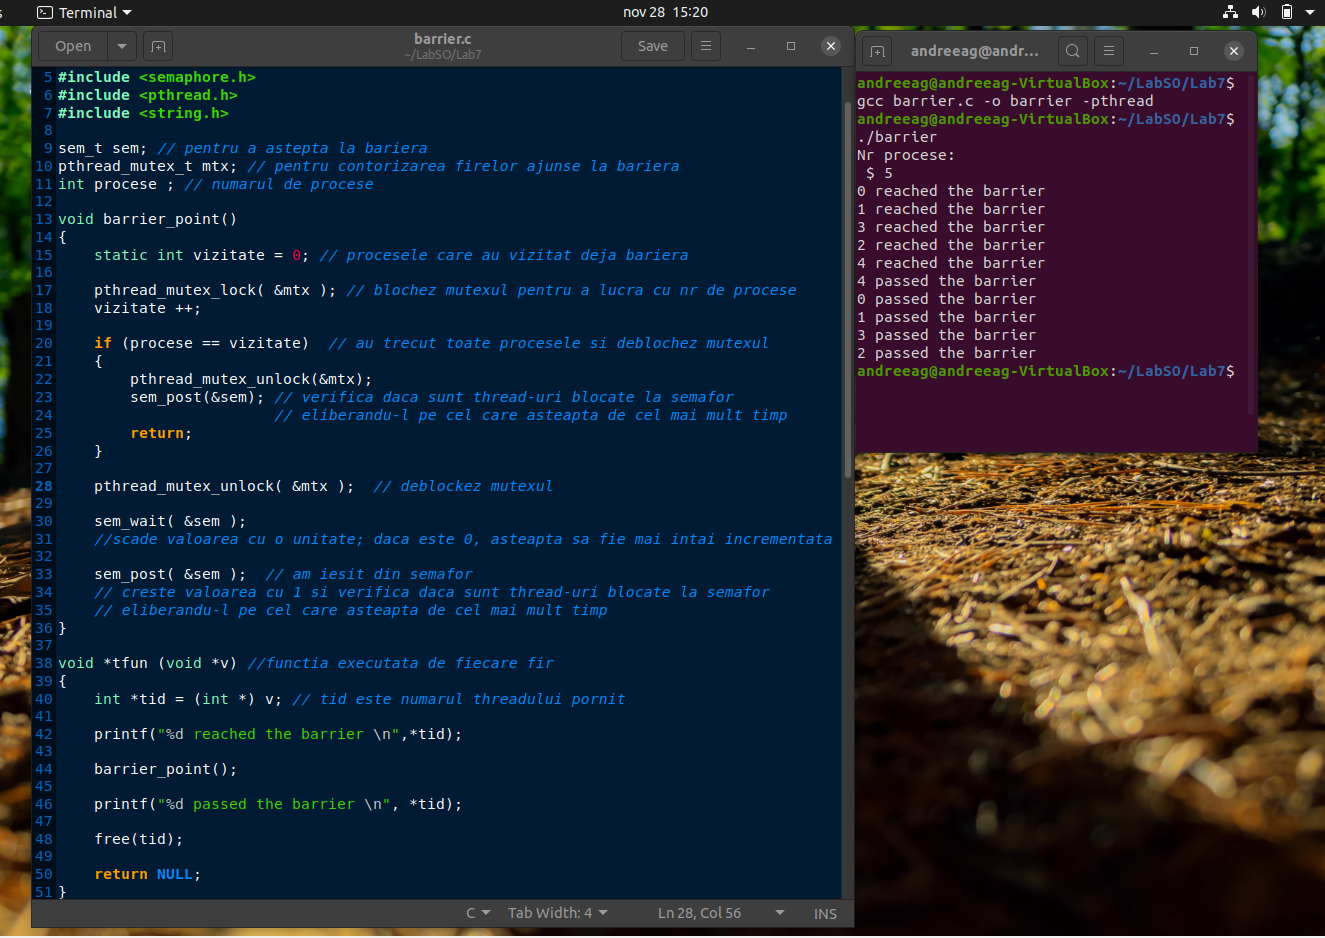 s
Terminal
nov 28 15:20
Open
barrier.c
~/LabSO/Lab7
Save
5 #include <semaphore.h>
6 #include <pthread.h>
7 #include <string.h>
8
9 sem_t sem; // pentru a astepta la bariera
10 pthread_mutex_t mtx; // pentru contorizarea firelor ajunse la bariera
11 int procese ; // numarul de procese
12
13 void barrier_point()
14 {
15     static int vizitate = 0; // procesele care au vizitat deja bariera
16
17     pthread_mutex_lock( &mtx ); // blochez mutexul pentru a lucra cu nr de procese
18     vizitate ++;
19
20     if (procese == vizitate)  // au trecut toate procesele si deblochez mutexul
21     {
22         pthread_mutex_unlock(&mtx);
23         sem_post(&sem); // verifica daca sunt thread-uri blocate la semafor
24                         // eliberandu-l pe cel care asteapta de cel mai mult timp
25         return;
26     }
27
28     pthread_mutex_unlock( &mtx );  // deblockez mutexul
29
30     sem_wait( &sem );
31     //scade valoarea cu o unitate; daca este 0, asteapta sa fie mai intai incrementata
32
33     sem_post( &sem );  // am iesit din semafor
34     // creste valoarea cu 1 si verifica daca sunt thread-uri blocate la semafor
35     // eliberandu-l pe cel care asteapta de cel mai mult timp
36 }
37
38 void *tfun (void *v) //functia executata de fiecare fir
39 {
40     int *tid = (int *) v; // tid este numarul threadului pornit
41
42     printf("%d reached the barrier \n",*tid);
43
44     barrier_point();
45
46     printf("%d passed the barrier \n", *tid);
47
48     free(tid);
49
50     return NULL;
51 }
C
Tab Width: 4
Ln 28, Col 56
INS
andreeag@andr...
andreeag@andreeag-VirtualBox:~/LabSO/Lab7$
gcc barrier.c -o barrier -pthread
andreeag@andreeag-VirtualBox:~/LabSO/Lab7$
./barrier
Nr procese:
 $ 5
0 reached the barrier
1 reached the barrier
3 reached the barrier
2 reached the barrier
4 reached the barrier
4 passed the barrier
0 passed the barrier
1 passed the barrier
3 passed the barrier
2 passed the barrier
andreeag@andreeag-VirtualBox:~/LabSO/Lab7$